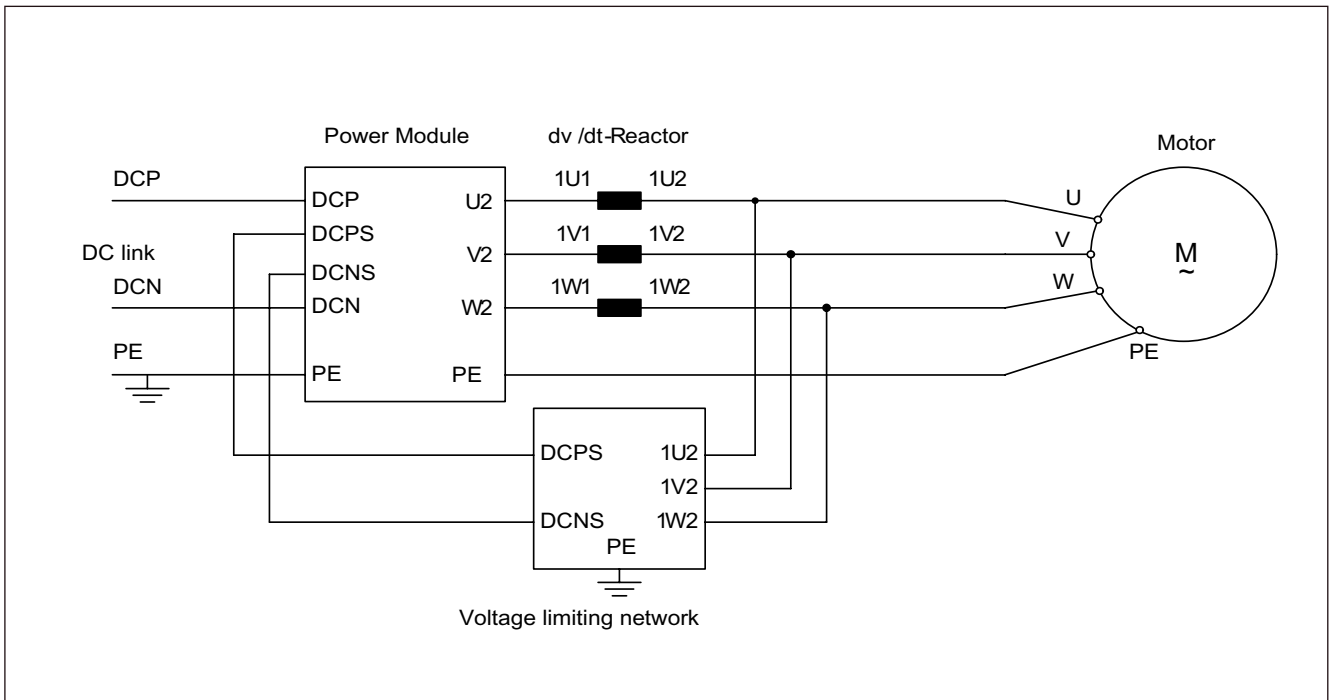 Power Module
dv /dt-Reactor
Motor
DCP
DC link
DCN
PE
DCP
DCPS
DCNS
DCN
PE
U2
V2
W2
PE
1U1 1U2
1V1 1V2
1W1 1W2
U
V
W
PE
M
~
DCPS
DCNS
PE
1U2
1V2
1W2
Voltage limiting network